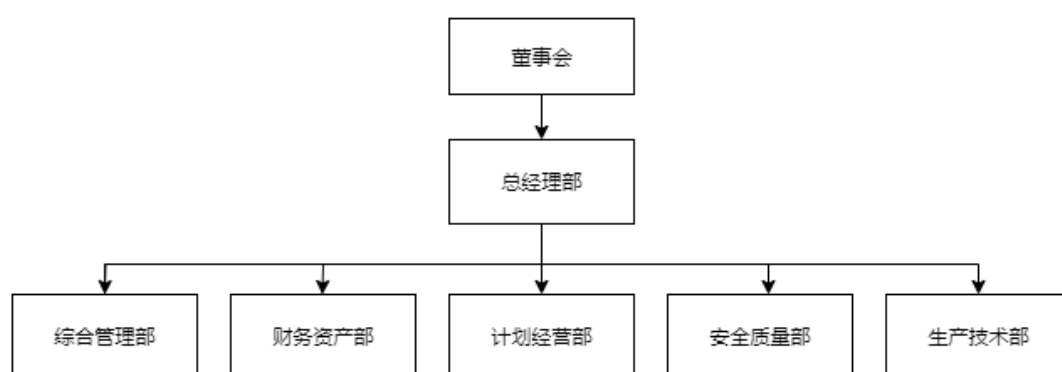 董事会
总经理部
综合管理部
财务资产部
计划经营部
安全质量部
生产技术部